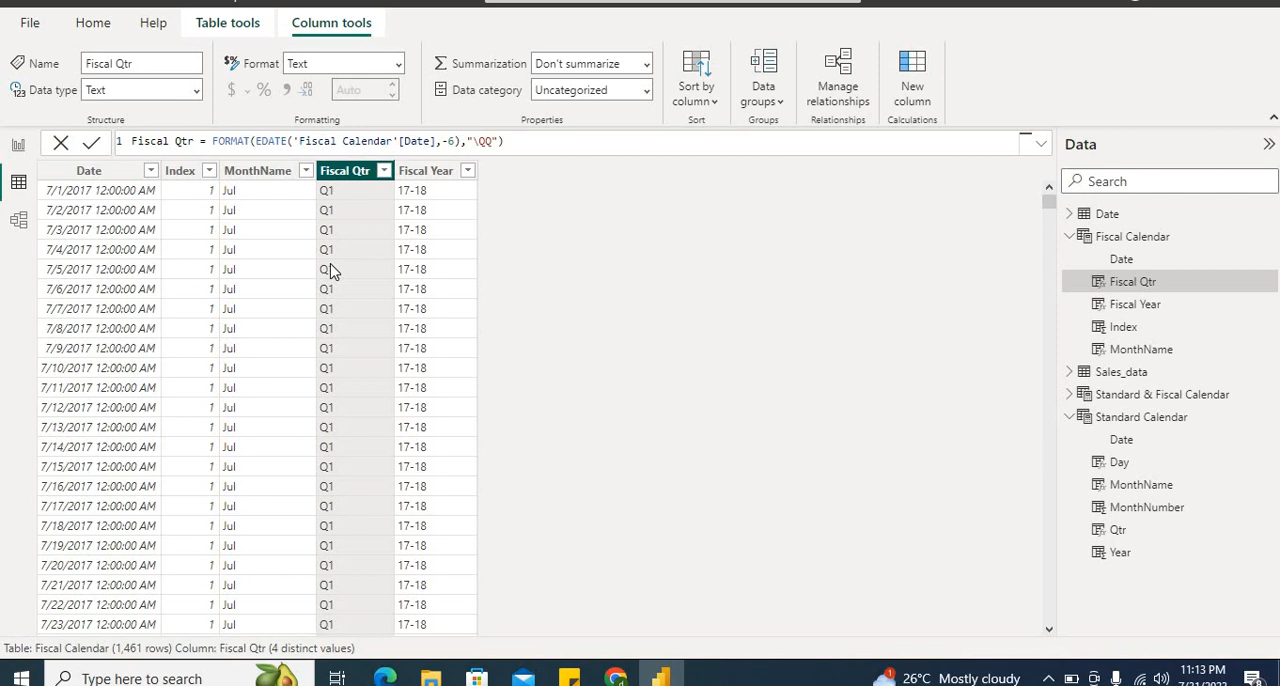 File Home Help Table tools Column tools
Name Fiscal Qtr $% Format Text Summarization Don't summarize
Data type Text $ % 9 Auto Data category Uncategorized
Sort by column Data groups Manage relationships New column
Structure Formatting Properties Sort Groups Relationships Calculations
1 Fiscal Qtr = FORMAT(EDATE('Fiscal Calendar'[Date],-6),"\QQ")
Date Index MonthName Fiscal Qtr Fiscal Year
7/1/2017 12:00:00 AM 1 Jul Q1 17-18
7/2/2017 12:00:00 AM 1 Jul Q1 17-18
7/3/2017 12:00:00 AM 1 Jul Q1 17-18
7/4/2017 12:00:00 AM 1 Jul Q1 17-18
7/5/2017 12:00:00 AM 1 Jul Q1 17-18
7/6/2017 12:00:00 AM 1 Jul Q1 17-18
7/7/2017 12:00:00 AM 1 Jul Q1 17-18
7/8/2017 12:00:00 AM 1 Jul Q1 17-18
7/9/2017 12:00:00 AM 1 Jul Q1 17-18
7/10/2017 12:00:00 AM 1 Jul Q1 17-18
7/11/2017 12:00:00 AM 1 Jul Q1 17-18
7/12/2017 12:00:00 AM 1 Jul Q1 17-18
7/13/2017 12:00:00 AM 1 Jul Q1 17-18
7/14/2017 12:00:00 AM 1 Jul Q1 17-18
7/15/2017 12:00:00 AM 1 Jul Q1 17-18
7/16/2017 12:00:00 AM 1 Jul Q1 17-18
7/17/2017 12:00:00 AM 1 Jul Q1 17-18
7/18/2017 12:00:00 AM 1 Jul Q1 17-18
7/19/2017 12:00:00 AM 1 Jul Q1 17-18
7/20/2017 12:00:00 AM 1 Jul Q1 17-18
7/21/2017 12:00:00 AM 1 Jul Q1 17-18
7/22/2017 12:00:00 AM 1 Jul Q1 17-18
7/23/2017 12:00:00 AM 1 Jul Q1 17-18
Data
Search
Date
Fiscal Calendar
Date
Fiscal Qtr
Fiscal Year
Index
MonthName
Sales_data
Standard & Fiscal Calendar
Standard Calendar
Date
Day
MonthName
MonthNumber
Qtr
Year
Table: Fiscal Calendar (1,461 rows) Column: Fiscal Qtr (4 distinct values)
Type here to search 26°C Mostly cloudy 11:13 PM